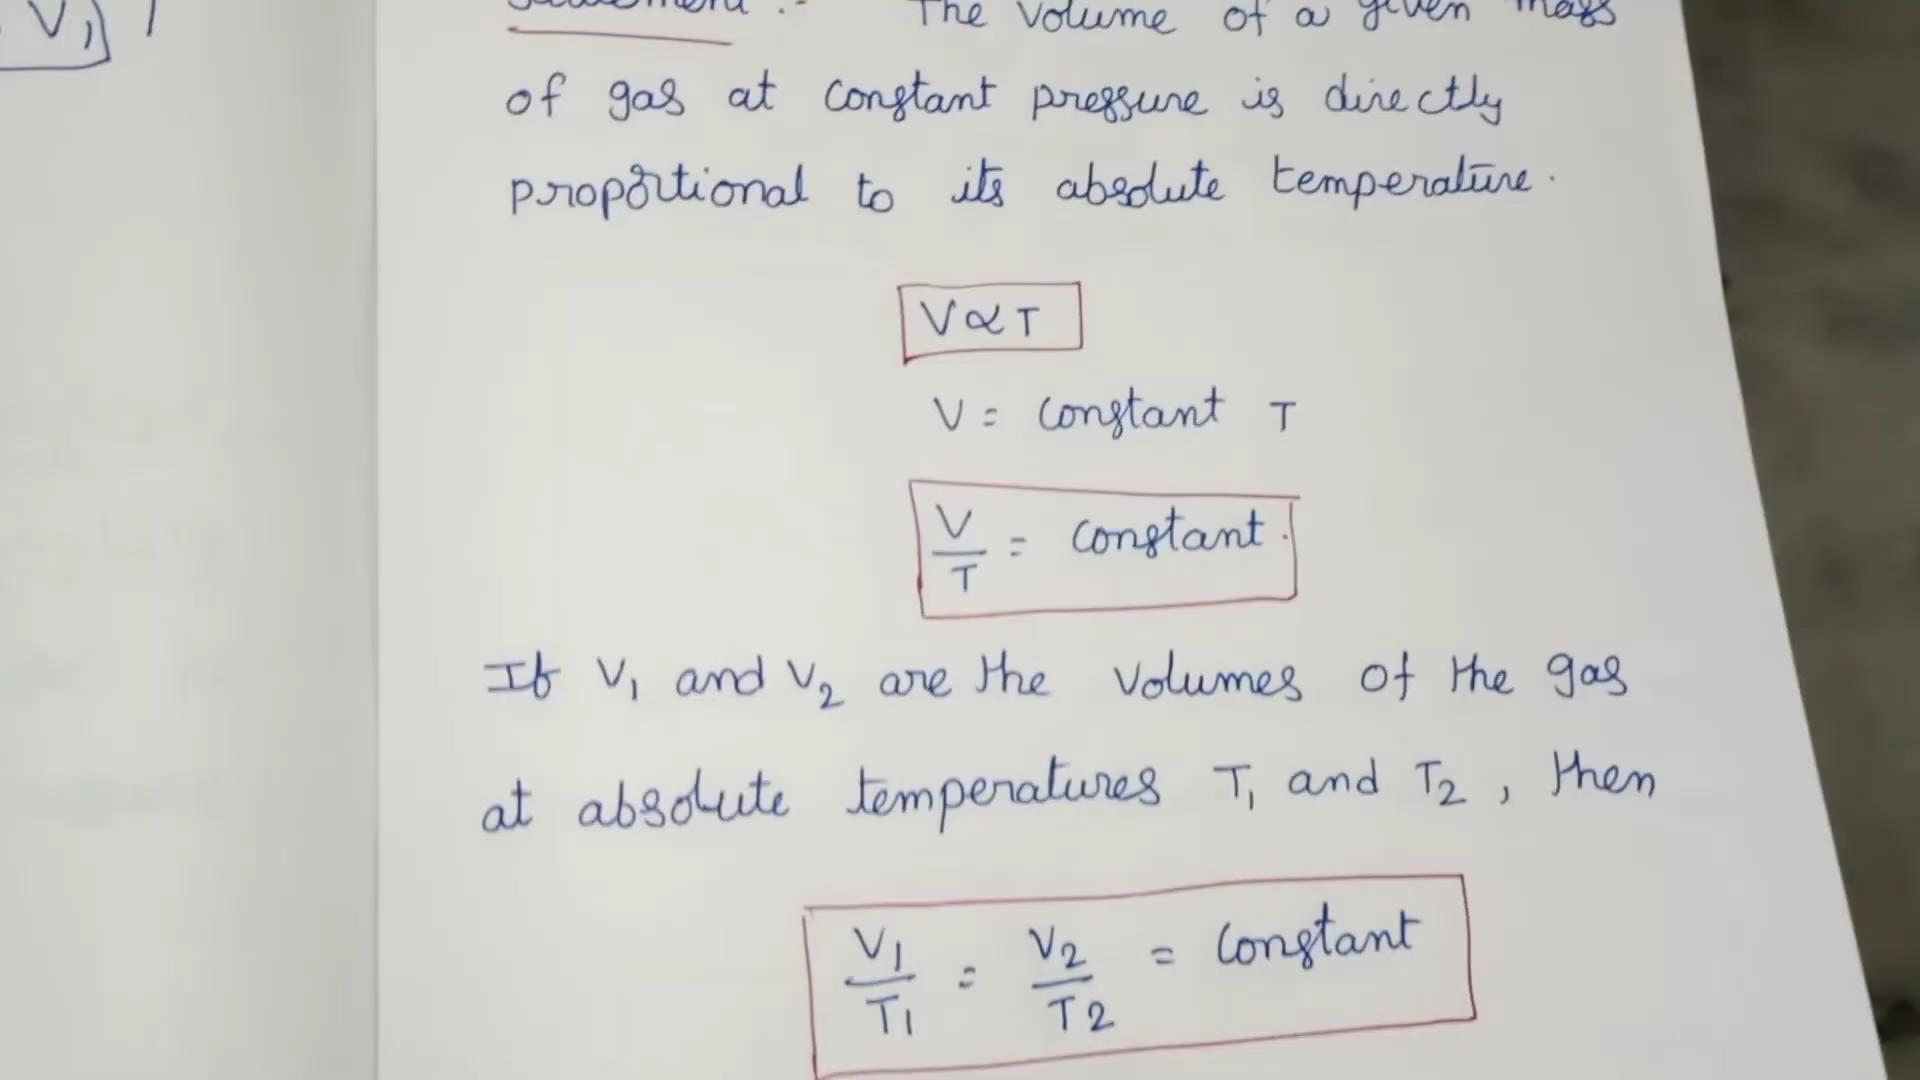 V₁
Statement :- The Volume of a given mass
of gas at constant pressure is directly
proportional to its absolute temperature.
V ∝ T
V = constant T
V/T = constant.
If V₁ and V₂ are the Volumes of the gas
at absolute temperatures T₁ and T₂, then
V₁/T₁ = V₂/T₂ = Constant